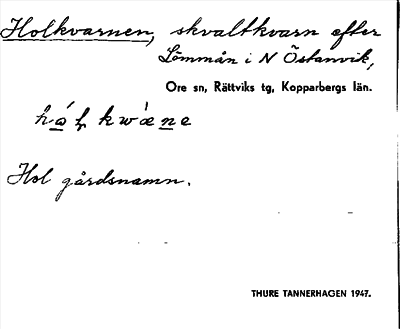 Holkvarnen, skvaltkvarn efter
Lömmån i N Östanvik,
Ore sn, Rättviks tg, Kopparbergs län.
Hol gårdsnamn.
THURE TANNERHAGEN 1947.